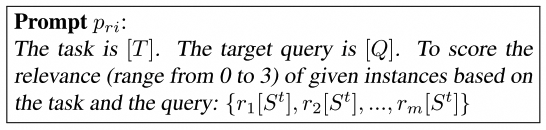 Prompt $p_{ri}$:
The task is [$T$]. The target query is [$Q$]. To score the
relevance (range from 0 to 3) of given instances based on
the task and the query: {$r_1[S^t], r_2[S^t], ..., r_m[S^t]$}